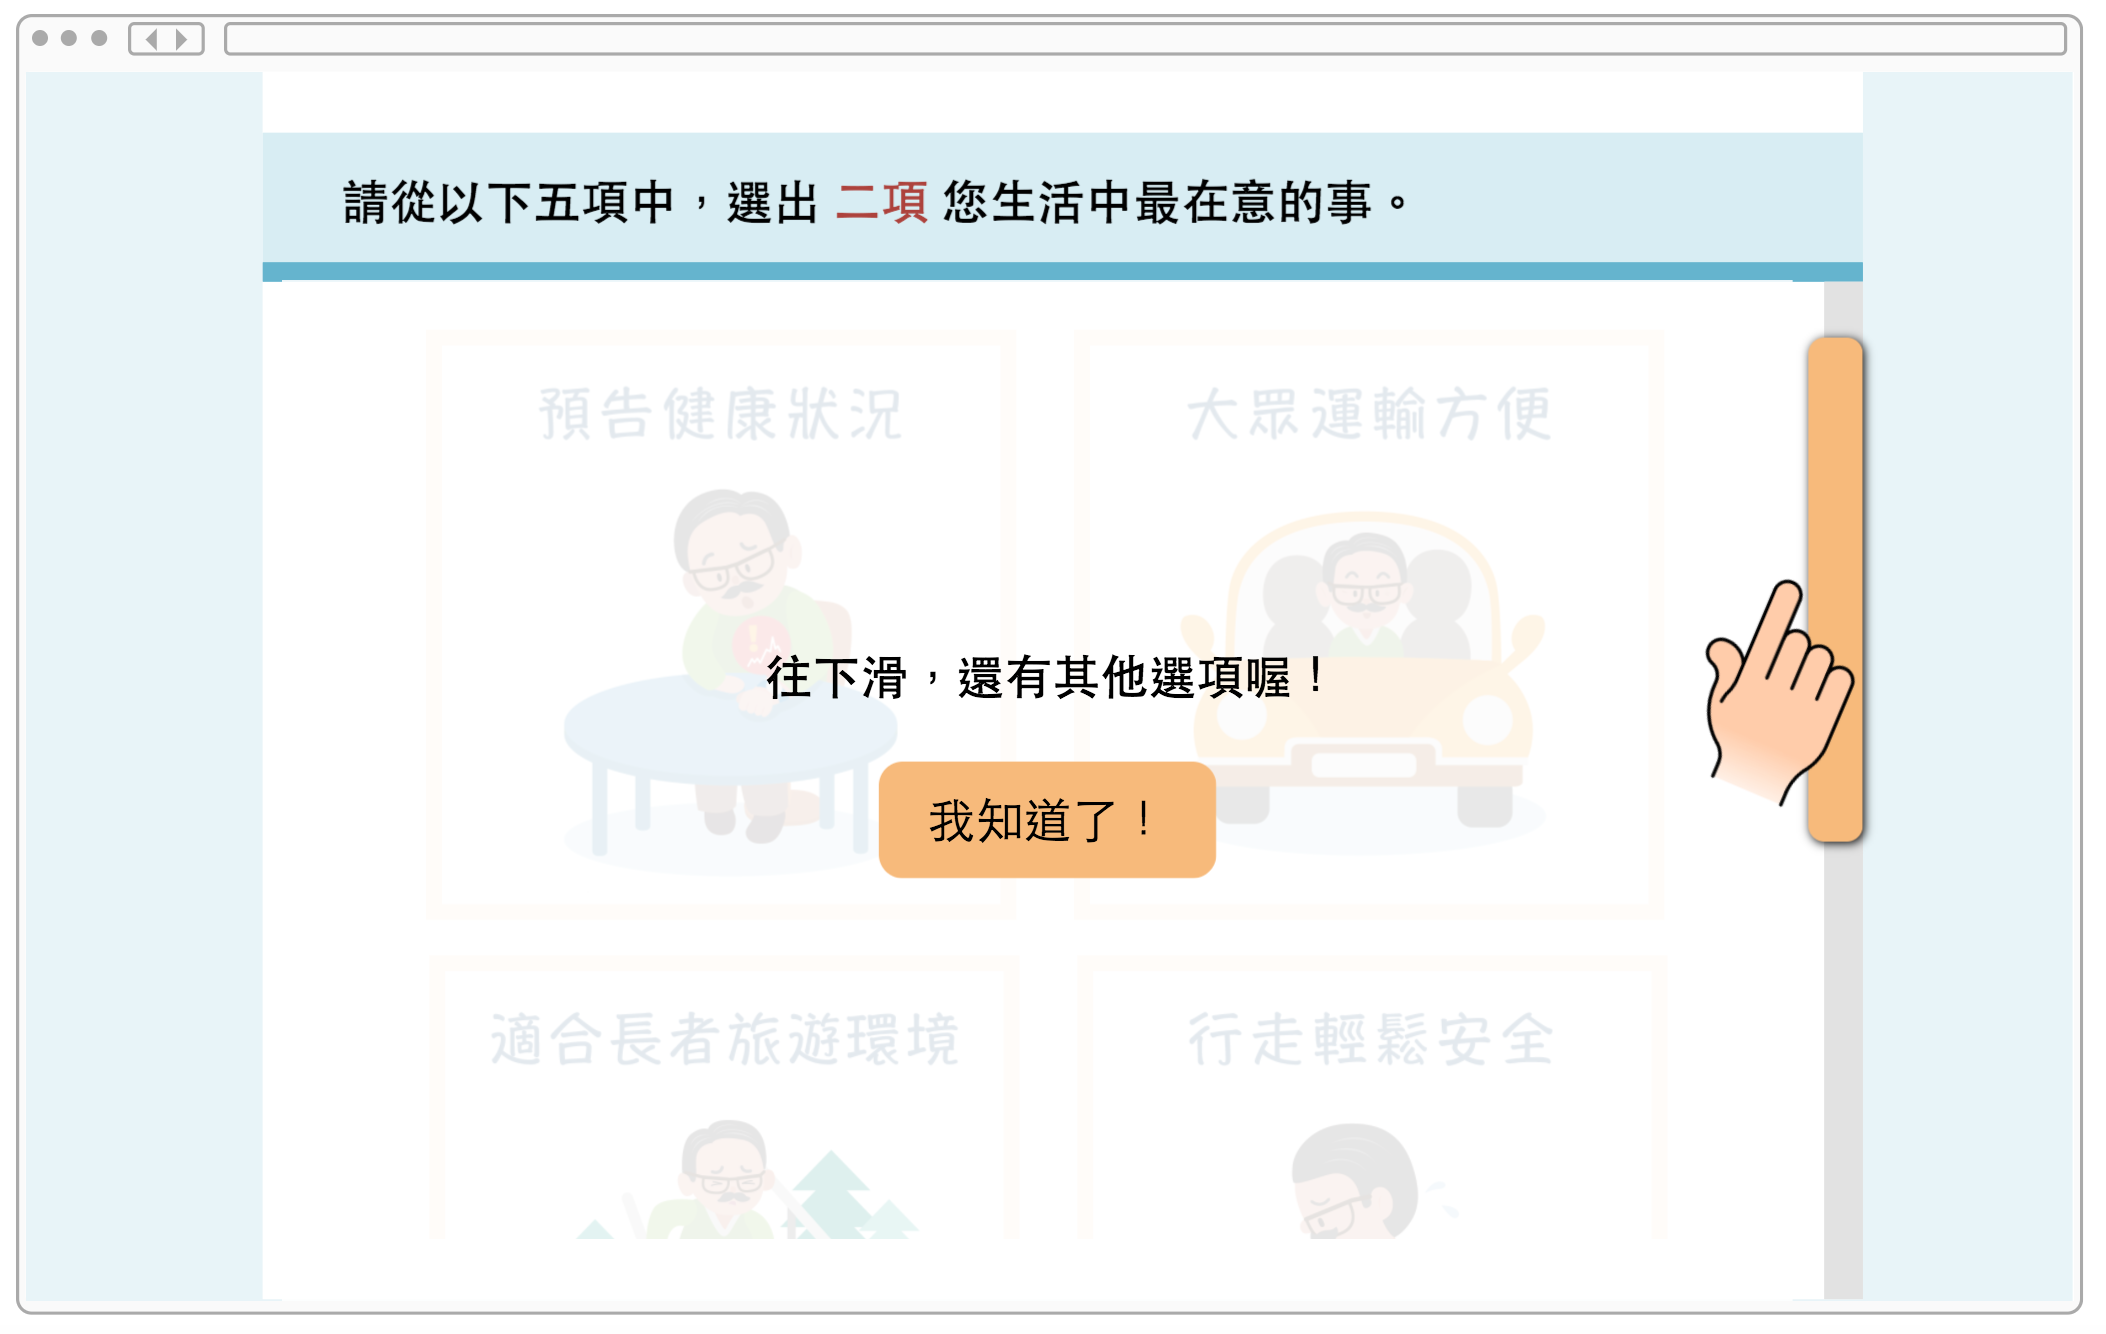 請從以下五項中，選出 二項 您生活中最在意的事。
預告健康狀況
大眾運輸方便
往下滑，還有其他選項喔！
我知道了！
適合長者旅遊環境
行走輕鬆安全